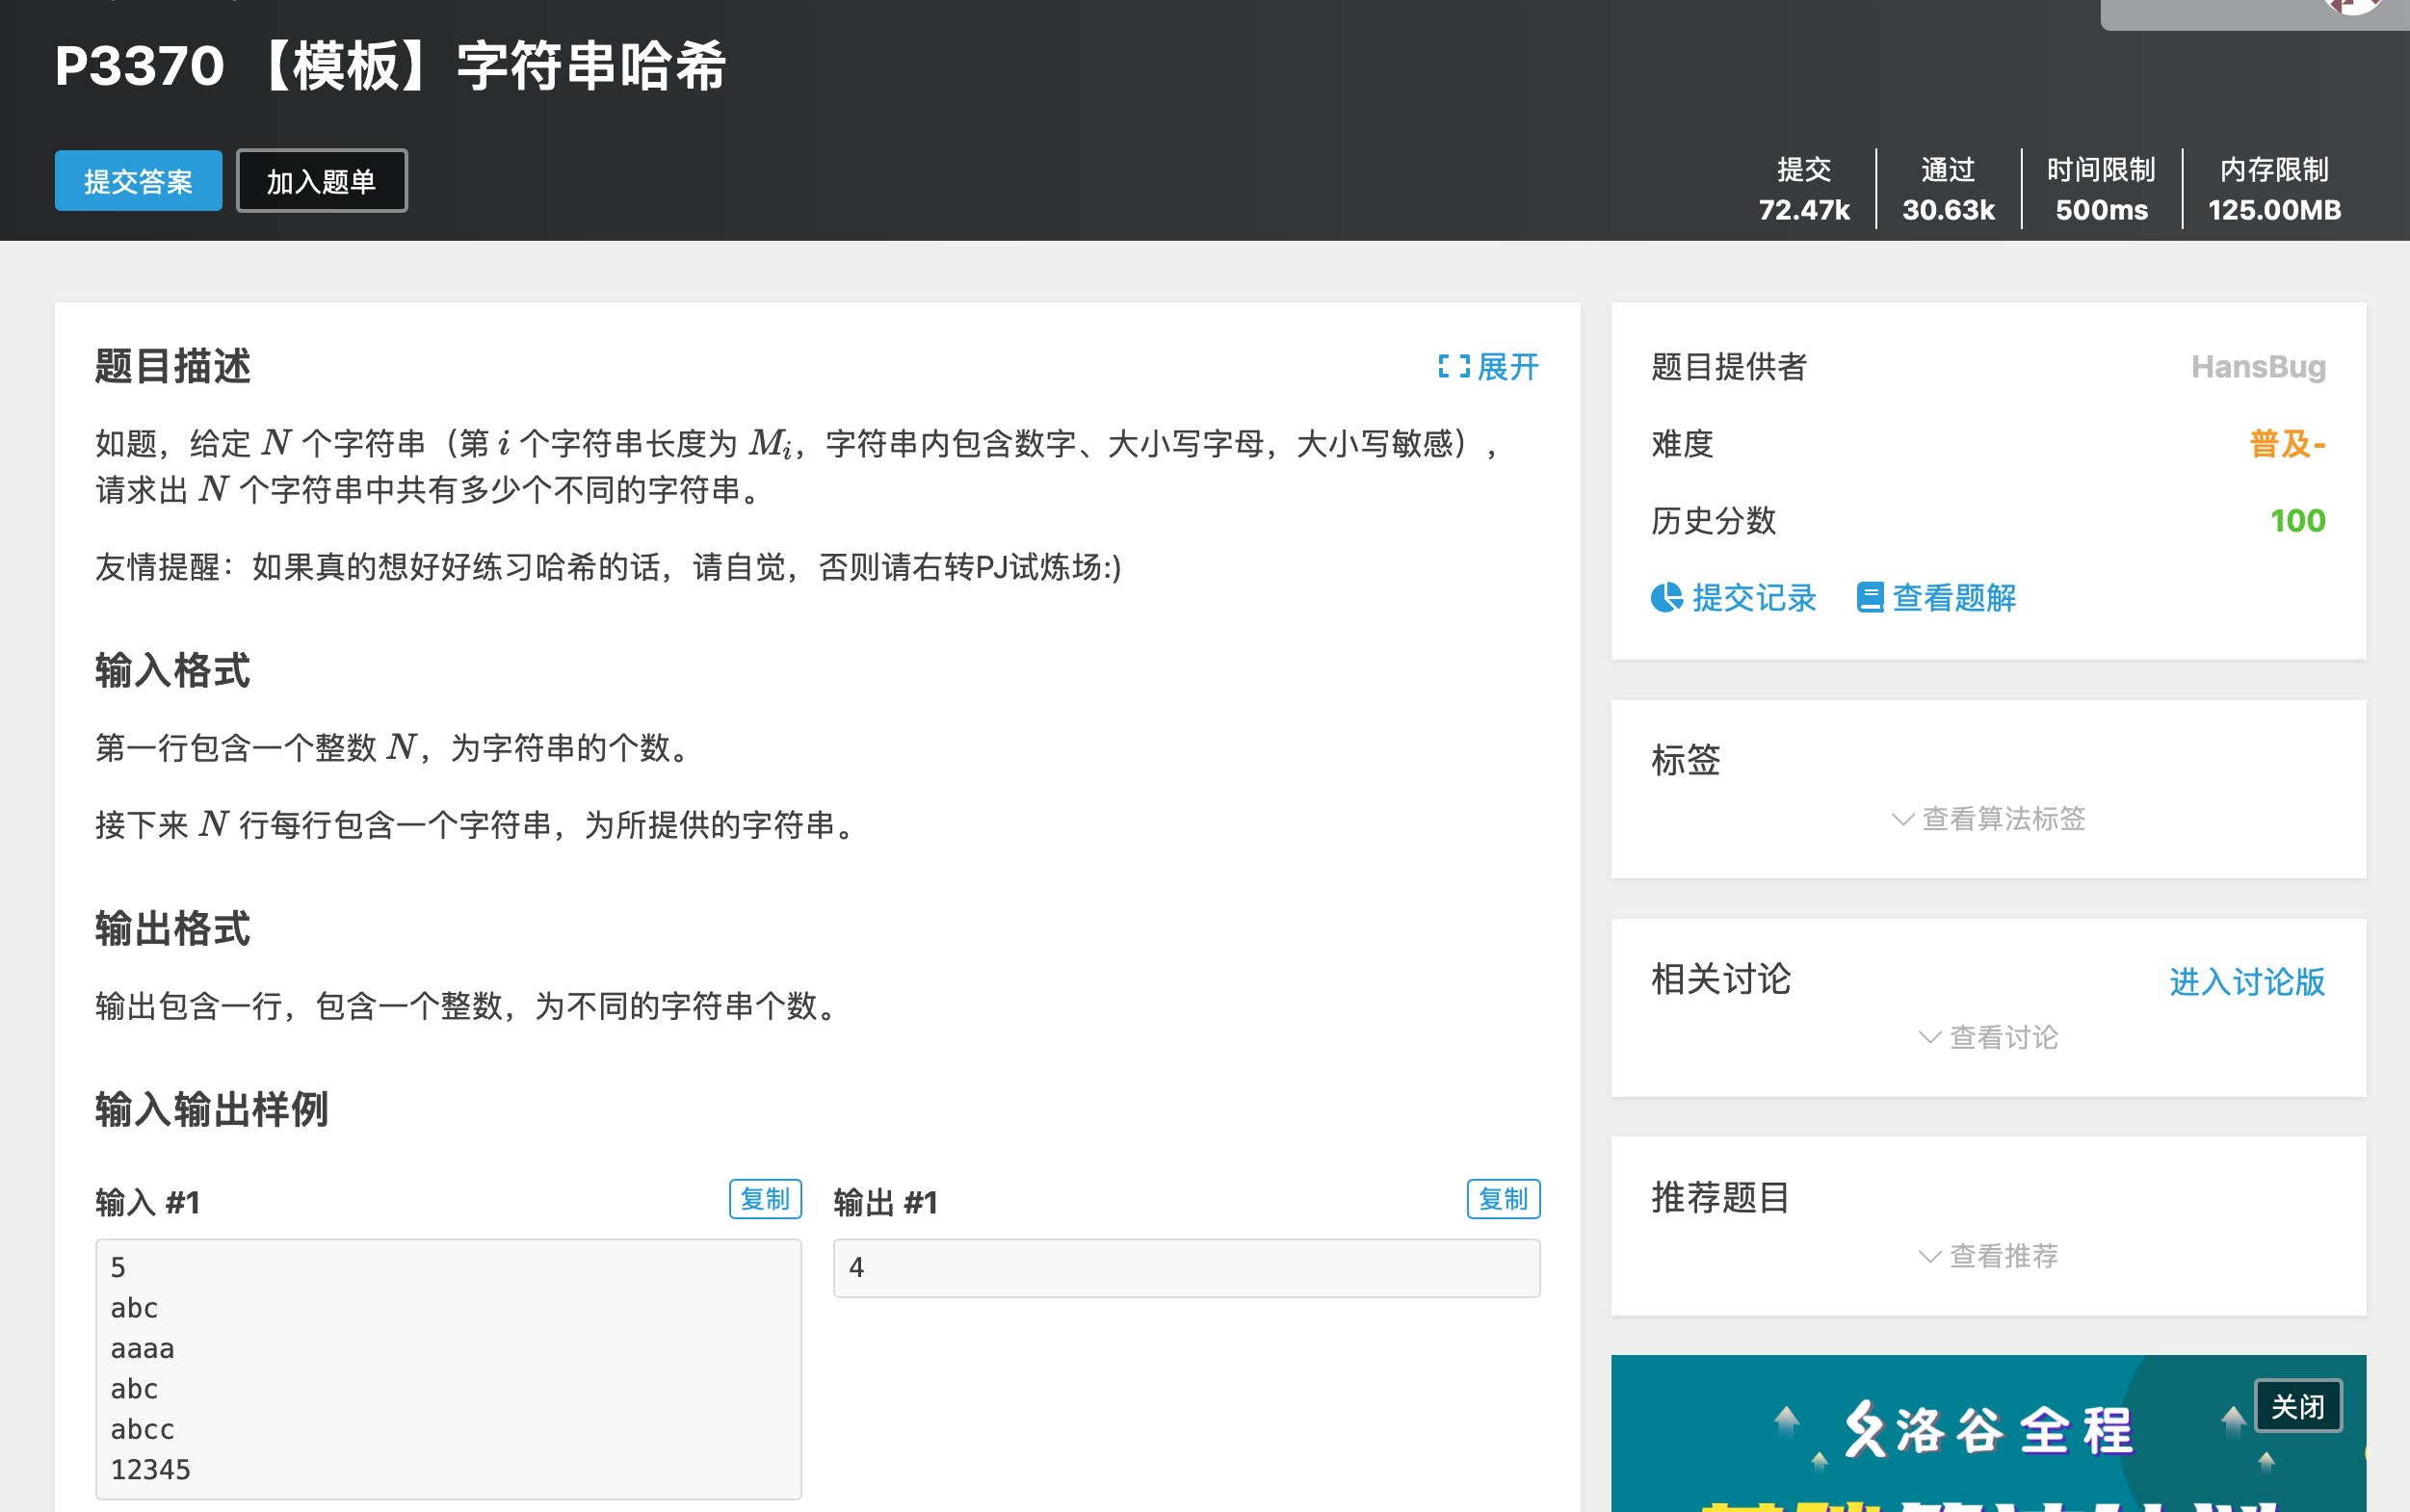 P3370 【模板】字符串哈希
提交答案
加入题单
提交
72.47k
通过
30.63k
时间限制
500ms
内存限制
125.00MB
题目描述
展开
如题，给定 N 个字符串（第 i 个字符串长度为 Mi，字符串内包含数字、大小写字母，大小写敏感），
请求出 N 个字符串中共有多少个不同的字符串。
友情提醒：如果真的想好好练习哈希的话，请自觉，否则请右转PJ试炼场:)
输入格式
第一行包含一个整数 N，为字符串的个数。
接下来 N 行每行包含一个字符串，为所提供的字符串。
输出格式
输出包含一行，包含一个整数，为不同的字符串个数。
输入输出样例
输入 #1
复制
5
abc
aaaa
abc
abcc
12345
输出 #1
复制
4
题目提供者
HansBug
难度
普及-
历史分数
100
提交记录
查看题解
标签
查看算法标签
相关讨论
进入讨论版
查看讨论
推荐题目
查看推荐
关闭
洛谷全程